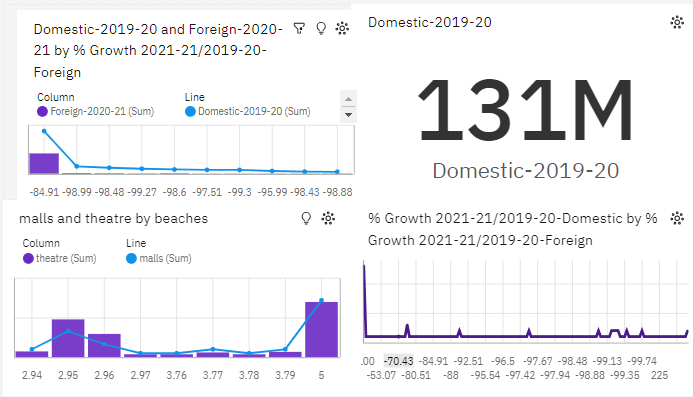 Domestic-2019-20 and Foreign-2020-
21 by % Growth 2021-21/2019-20-
Foreign
Column
Line
Foreign-2020-21 (Sum)
Domestic-2019-20 (Sum)
-84.91 -98.99 -98.48 -99.27 -98.6 -97.51 -99.3 -95.99 -98.43 -98.88
Domestic-2019-20
131M
Domestic-2019-20
malls and theatre by beaches
Column
Line
theatre (Sum)
malls (Sum)
2.94 2.95 2.96 2.97 3.76 3.77 3.78 3.79 5
% Growth 2021-21/2019-20-Domestic by %
Growth 2021-21/2019-20-Foreign
.00 -70.43 -84.91 -92.51 -96.5 -97.67 -98.48 -99.13 -99.74
-53.07 -80.51 -88 -95.54 -97.42 -97.94 -98.88 -99.35 225